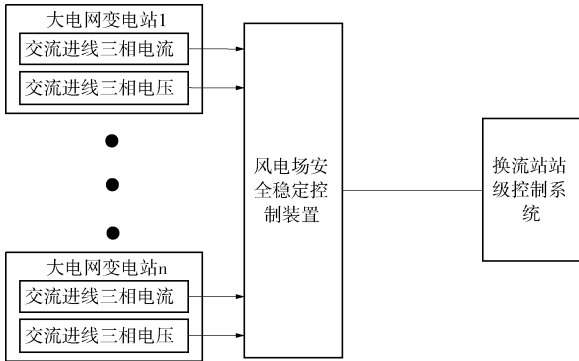 大电网变电站1
交流进线三相电流
交流进线三相电压
风电场安
全稳定控
制装置
换流站站
级控制系
统
大电网变电站n
交流进线三相电流
交流进线三相电压